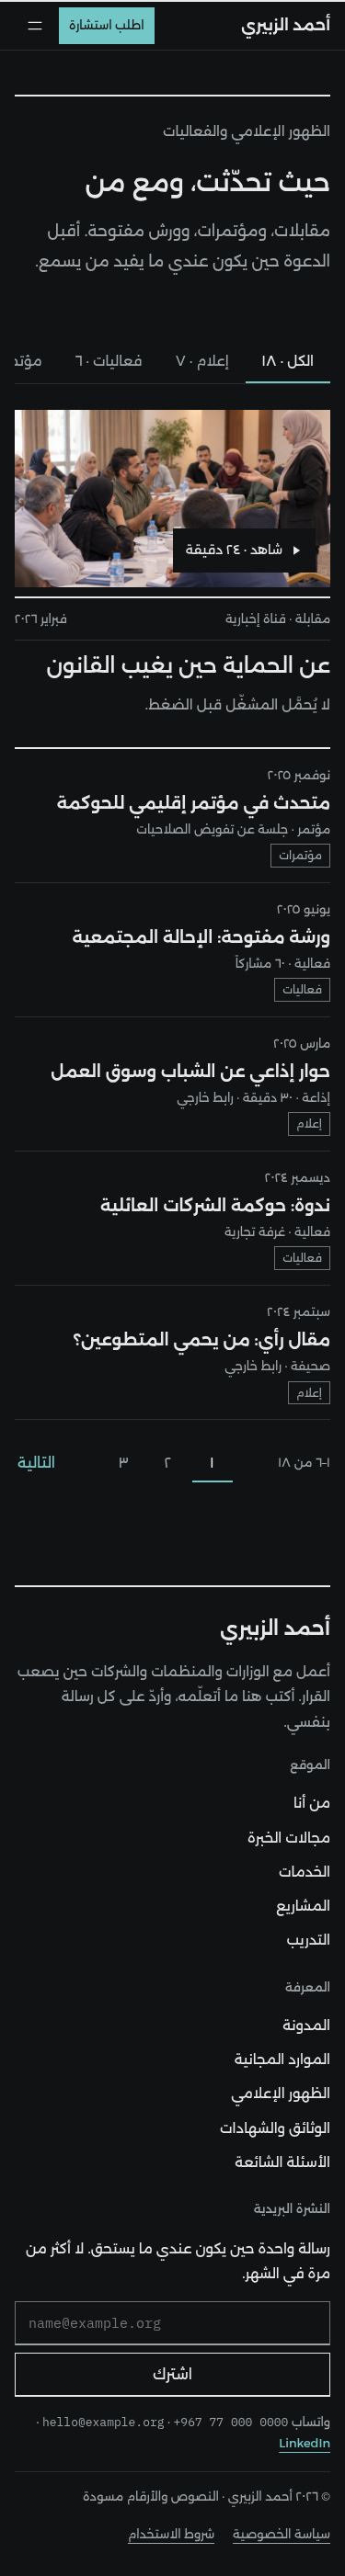 أحمد الزبيري
اطلب استشارة
الظهور الإعلامي والفعاليات
حيث تحدّثت، ومع من
مقابلات، ومؤتمرات، وورش مفتوحة. أقبل
الدعوة حين يكون عندي ما يفيد من يسمع.
الكل · ١٨
إعلام · ٧
فعاليات · ٦
شاهد · ٢٤ دقيقة
مقابلة · قناة إخبارية
فبراير ٢٠٢٦
عن الحماية حين يغيب القانون
لا يُحمَّل المشغّل قبل الضغط.
نوفمبر ٢٠٢٥
متحدث في مؤتمر إقليمي للحوكمة
مؤتمر · جلسة عن تفويض الصلاحيات
مؤتمرات
يونيو ٢٠٢٥
ورشة مفتوحة: الإحالة المجتمعية
فعالية · ٦٠ مشاركاً
فعاليات
مارس ٢٠٢٥
حوار إذاعي عن الشباب وسوق العمل
إذاعة · ٣٠ دقيقة · رابط خارجي
إعلام
ديسمبر ٢٠٢٤
ندوة: حوكمة الشركات العائلية
فعالية · غرفة تجارية
فعاليات
سبتمبر ٢٠٢٤
مقال رأي: من يحمي المتطوعين؟
صحيفة · رابط خارجي
إعلام
١–٦ من ١٨
١
٢
٣
التالية
أحمد الزبيري
أعمل مع الوزارات والمنظمات والشركات حين يصعب
القرار. أكتب هنا ما أتعلّمه، وأردّ على كل رسالة
بنفسي.
الموقع
من أنا
مجالات الخبرة
الخدمات
المشاريع
التدريب
المعرفة
المدونة
الموارد المجانية
الظهور الإعلامي
الوثائق والشهادات
الأسئلة الشائعة
النشرة البريدية
رسالة واحدة حين يكون عندي ما يستحق. لا أكثر من
مرة في الشهر.
name@example.org
اشترك
واتساب +967 77 000 0000 · hello@example.org ·
LinkedIn
© ٢٠٢٦ أحمد الزبيري · النصوص والأرقام مسودة
سياسة الخصوصية
شروط الاستخدام